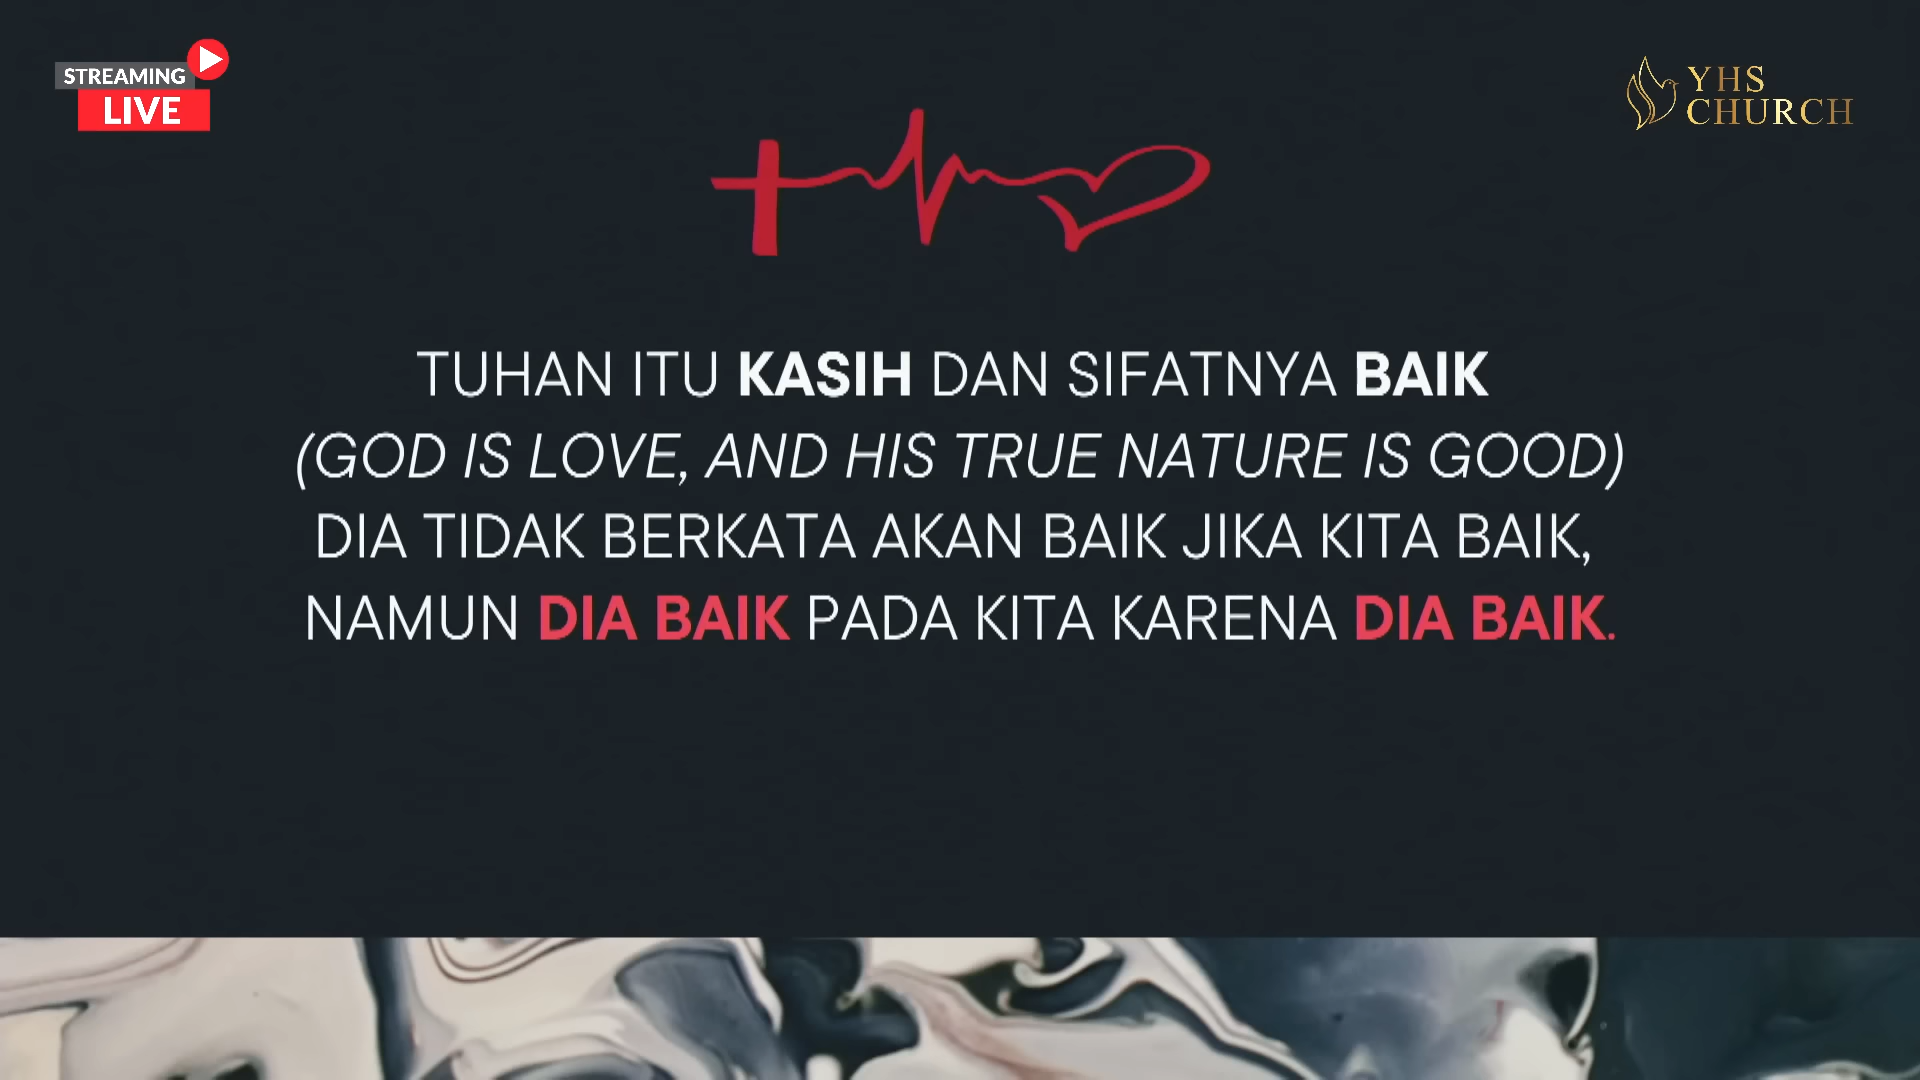 STREAMING
LIVE
YHS
CHURCH
TUHAN ITU KASIH DAN SIFATNYA BAIK
(GOD IS LOVE, AND HIS TRUE NATURE IS GOOD)
DIA TIDAK BERKATA AKAN BAIK JIKA KITA BAIK,
NAMUN DIA BAIK PADA KITA KARENA DIA BAIK.